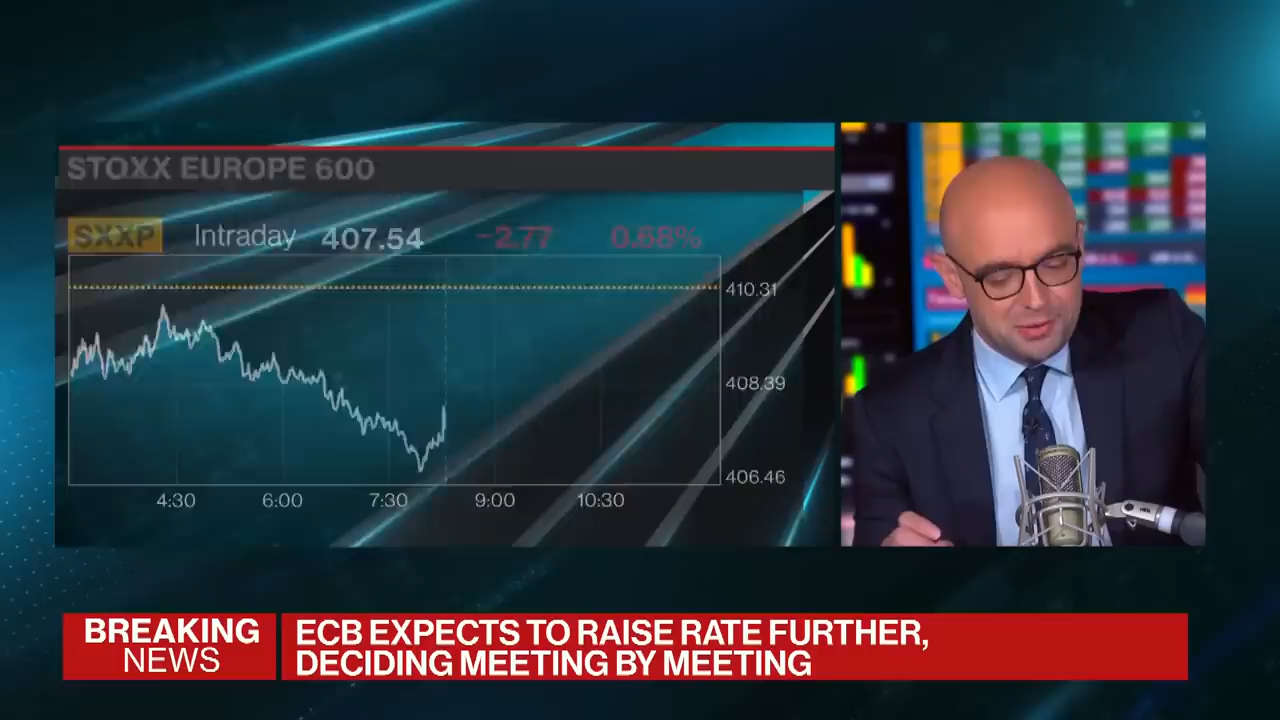 STOXX EUROPE 600
SXXP Intraday 407.54 -2.77 0.68%
410.31
408.39
406.46
4:30 6:00 7:30 9:00 10:30
BREAKING
NEWS
ECB EXPECTS TO RAISE RATE FURTHER,
DECIDING MEETING BY MEETING